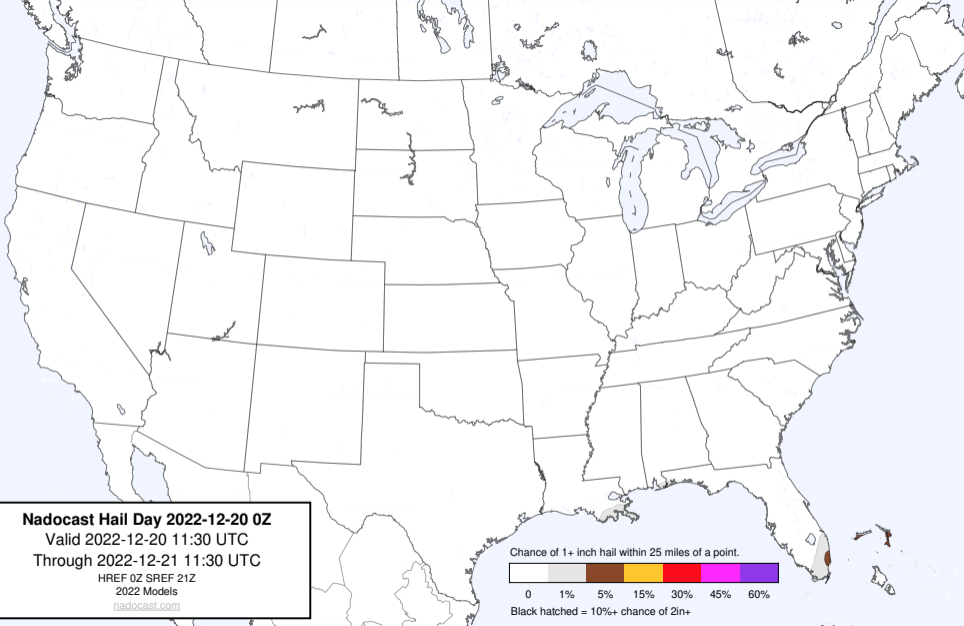 Nadocast Hail Day 2022-12-20 0Z
Valid 2022-12-20 11:30 UTC
Through 2022-12-21 11:30 UTC
HREF 0Z SREF 21Z
2022 Models
nadocast.com
Chance of 1+ inch hail within 25 miles of a point.
0 1% 5% 15% 30% 45% 60%
Black hatched = 10%+ chance of 2in+